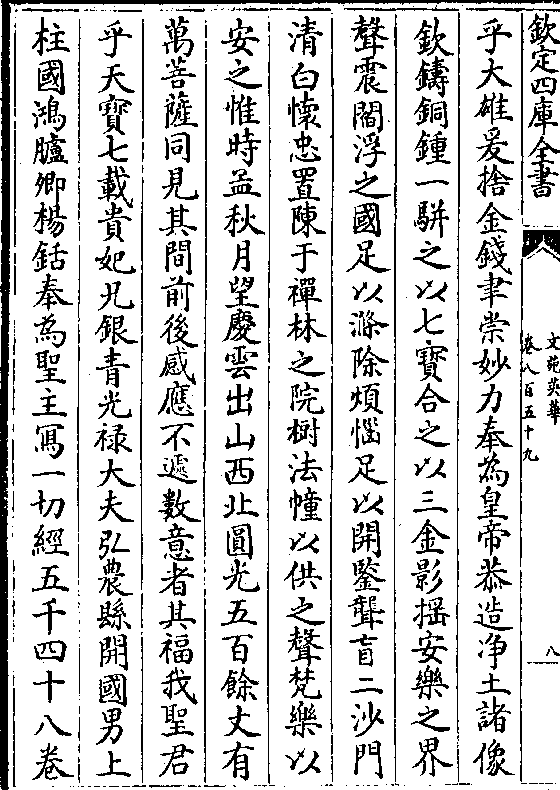 欽定四庫全書
文苑英華
卷八百五十九
八
乎大雄爰捨金錢聿崇妙力奉為皇帝恭造淨土諸像
欽鑄銅鍾一駢之以七寶合之以三金影揺安樂之界
聲震閻浮之國足以滌除煩惱足以開鑒聾盲二沙門
清白懐忠置陳于禪林之院樹法幢以供之聲梵樂以
安之惟時孟秋月望慶雲出山西北圓光五百餘丈有
萬菩薩同見其間前後感應不遽數意者其福我聖君
乎天寶七載貴妃兄銀青光禄大夫弘農縣開國男上
柱國鴻臚卿楊銛奉為聖主寫一切經五千四十八卷